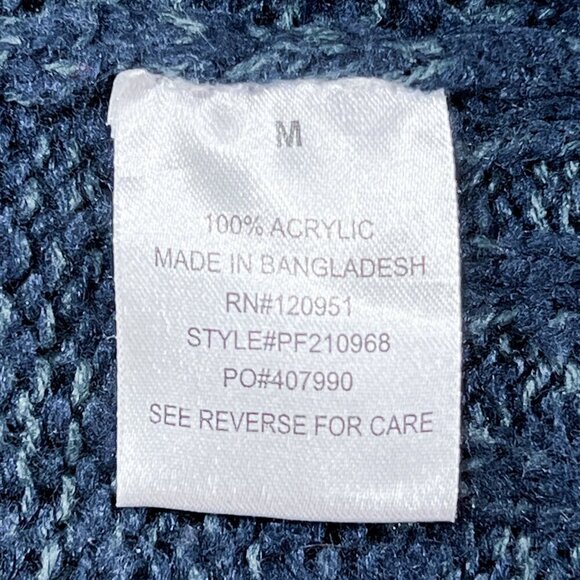 M
100% ACRYLIC
MADE IN BANGLADESH
RN#120951
STYLE#PF210968
PO#407990
SEE REVERSE FOR CARE